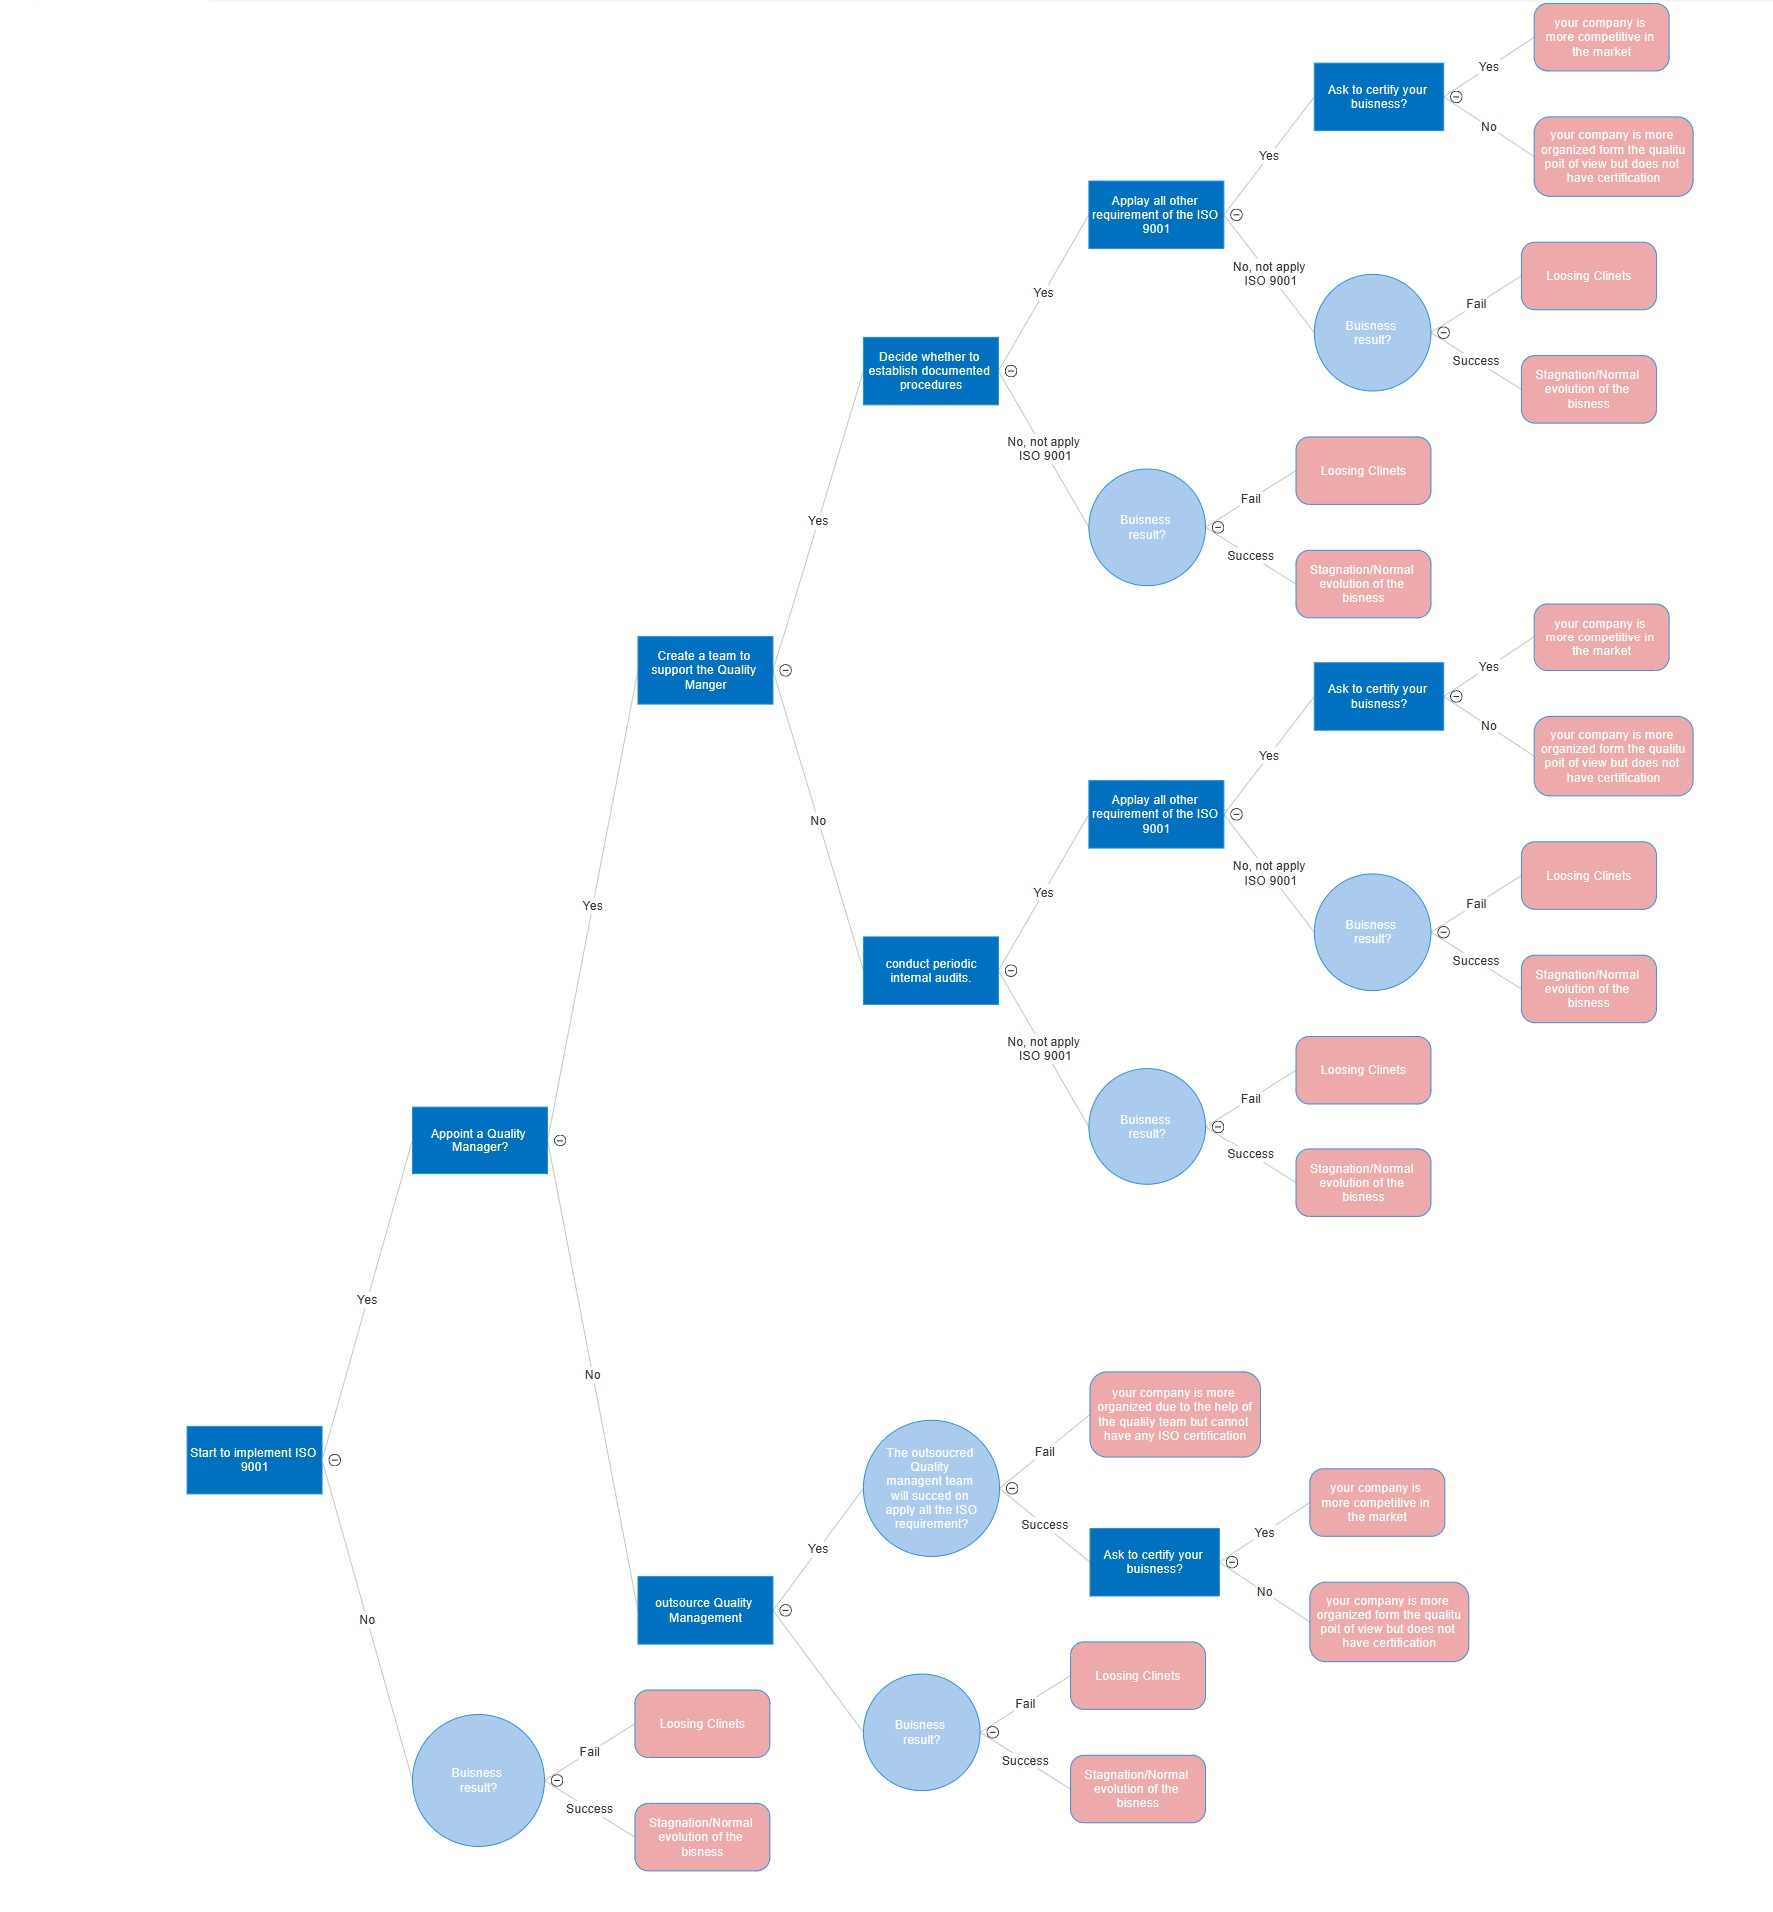 your company is
more competitive in
the market
Yes
Ask to certify your
buisness?
No
your company is more
organized form the qualitu
poit of view but does not
have certification
Yes
Applay all other
requirement of the ISO
9001
No, not apply
ISO 9001
Loosing Clinets
Fail
Buisness
result?
Success
Stagnation/Normal
evolution of the
bisness
Yes
Decide whether to
establish documented
procedures
No, not apply
ISO 9001
Loosing Clinets
Fail
Buisness
result?
Success
Stagnation/Normal
evolution of the
bisness
Yes
Create a team to
support the Quality
Manger
No
your company is
more competitive in
the market
Yes
Ask to certify your
buisness?
No
your company is more
organized form the qualitu
poit of view but does not
have certification
Yes
Applay all other
requirement of the ISO
9001
No, not apply
ISO 9001
Loosing Clinets
Fail
Buisness
result?
Success
Stagnation/Normal
evolution of the
bisness
Yes
conduct periodic
internal audits.
No, not apply
ISO 9001
Loosing Clinets
Fail
Buisness
result?
Success
Stagnation/Normal
evolution of the
bisness
Yes
Appoint a Quality
Manager?
No
Yes
Start to implement ISO
9001
No
your company is more
organized due to the help of
the quality team but cannot
have any ISO certification
Fail
The outsoucred
Quality
managent team
will succed on
apply all the ISO
requirement?
Success
your company is
more competitive in
the market
Yes
Ask to certify your
buisness?
No
your company is more
organized form the qualitu
poit of view but does not
have certification
Yes
outsource Quality
Management
Loosing Clinets
Fail
Buisness
result?
Success
Stagnation/Normal
evolution of the
bisness
Loosing Clinets
Fail
Buisness
result?
Success
Stagnation/Normal
evolution of the
bisness